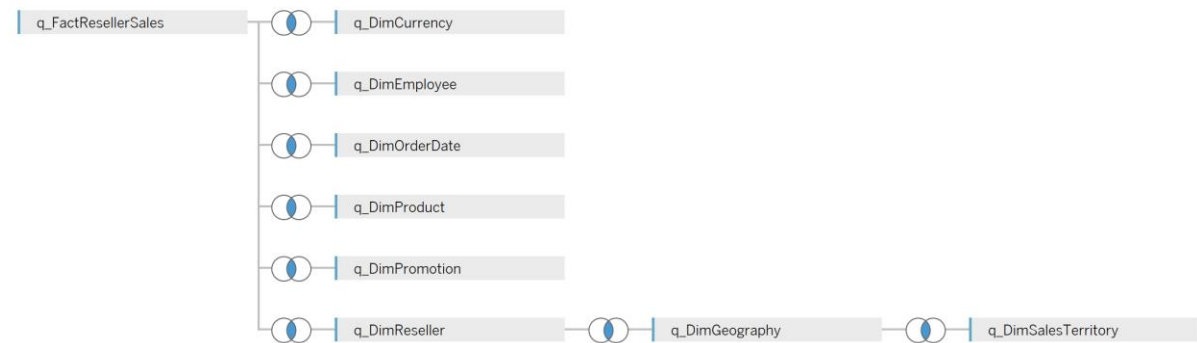 q_FactResellerSales
q_DimCurrency
q_DimEmployee
q_DimOrderDate
q_DimProduct
q_DimPromotion
q_DimReseller
q_DimGeography
q_DimSalesTerritory